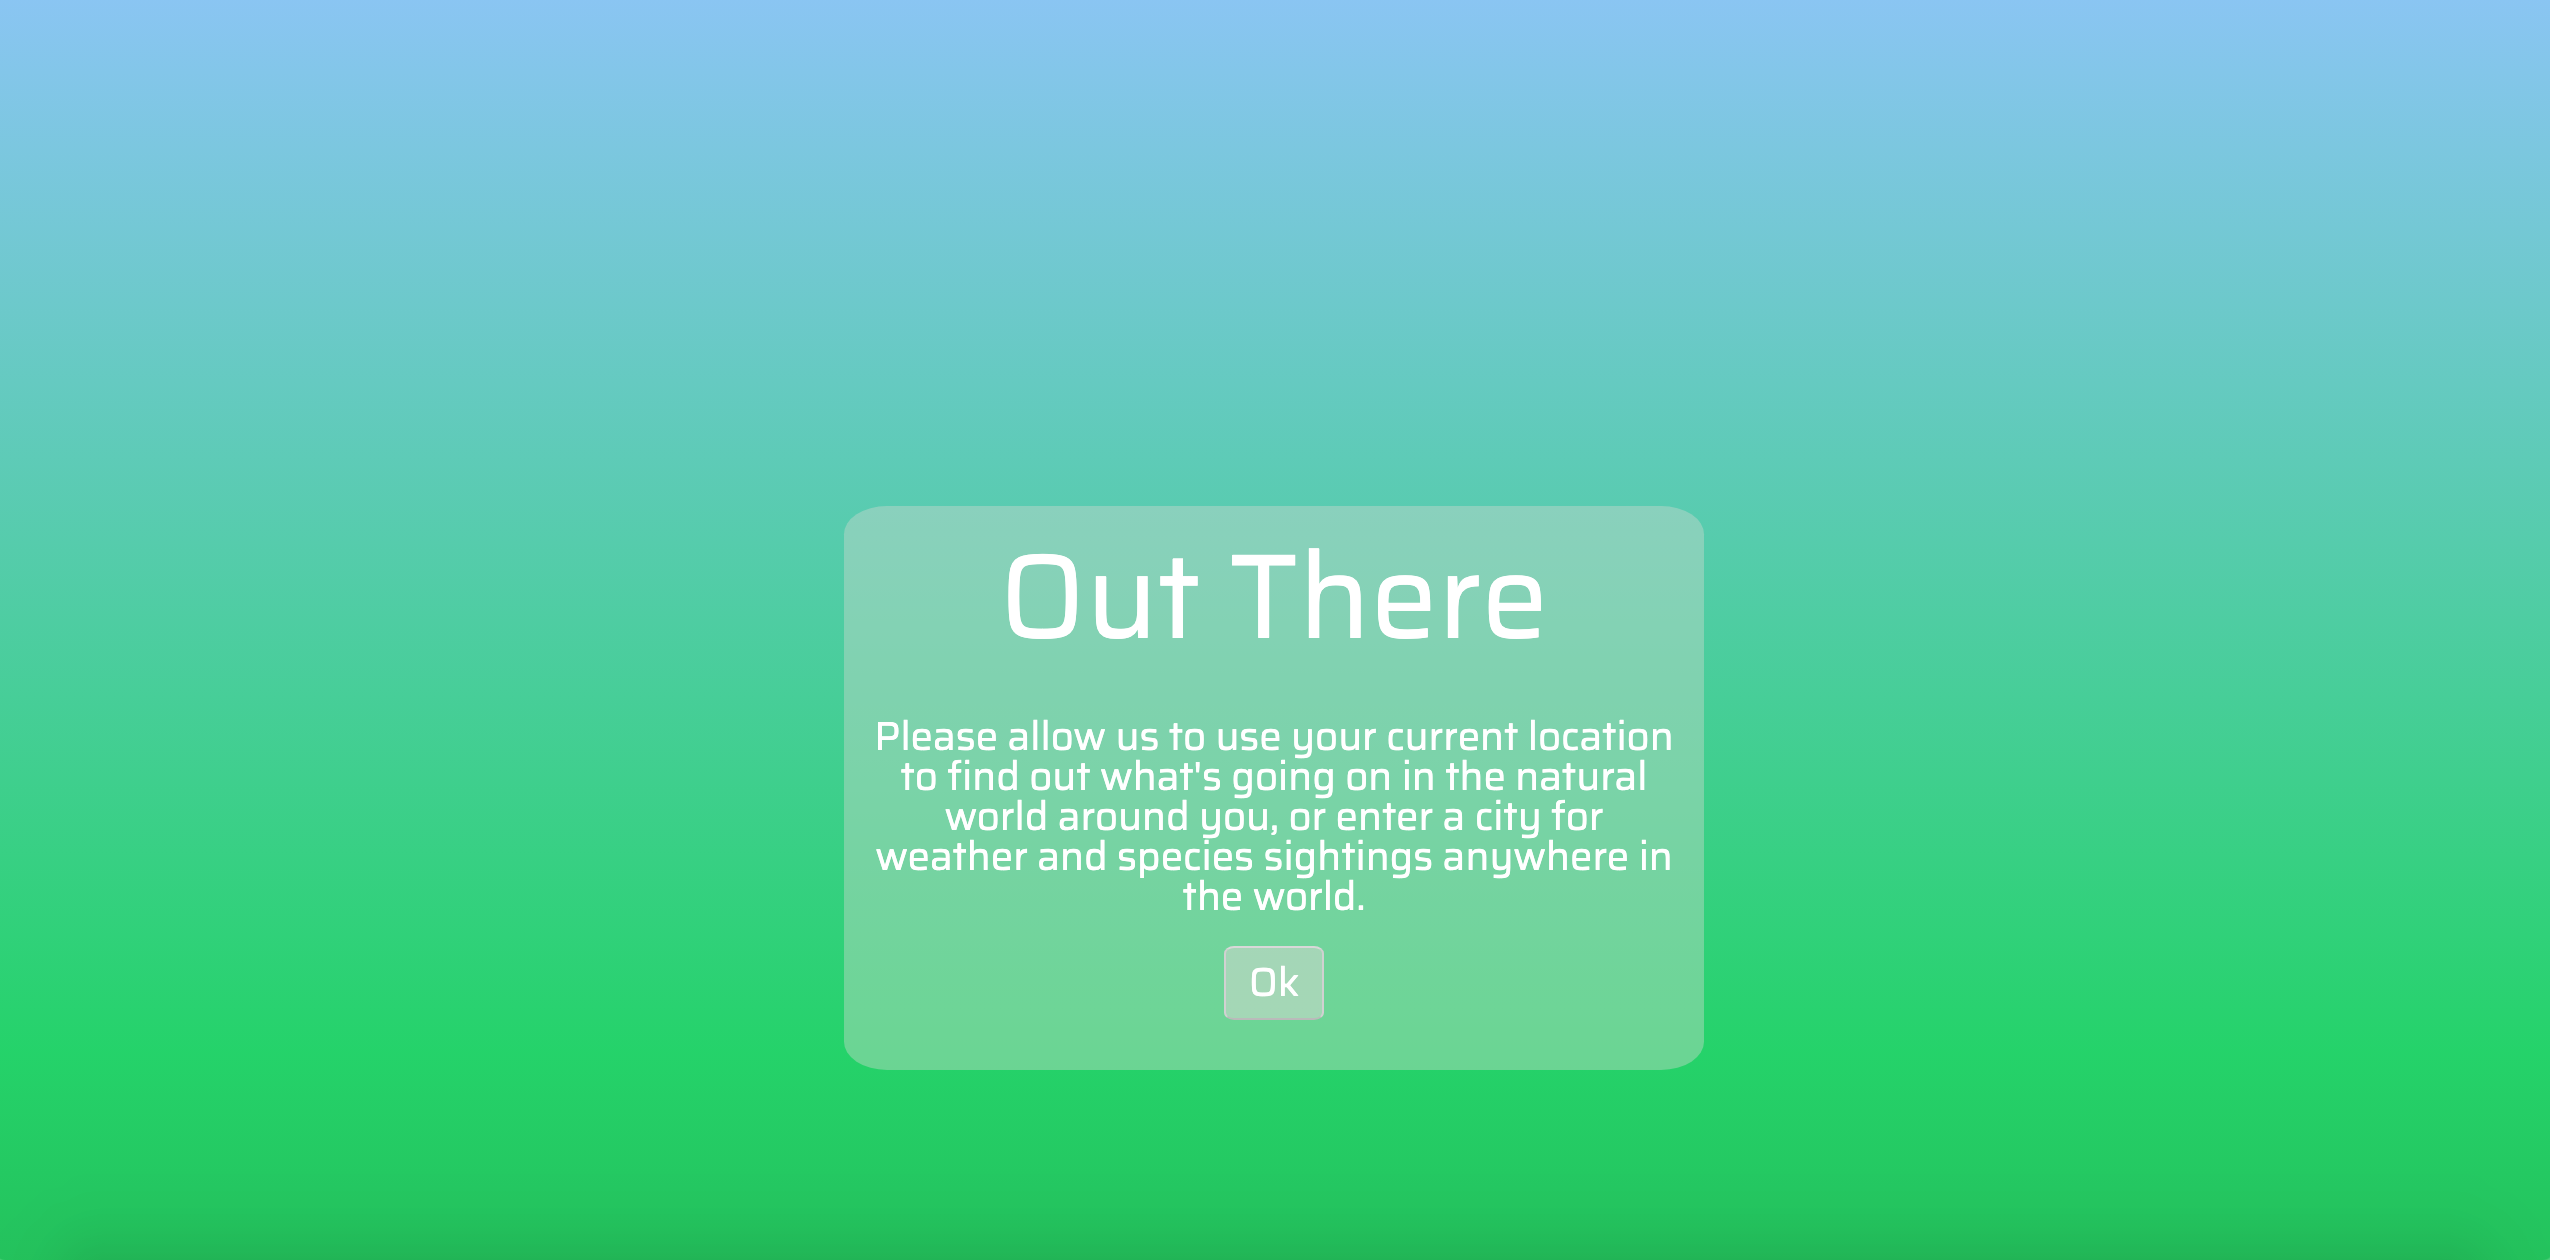 Out There
Please allow us to use your current location
to find out what's going on in the natural
world around you, or enter a city for
weather and species sightings anywhere in
the world.
Ok